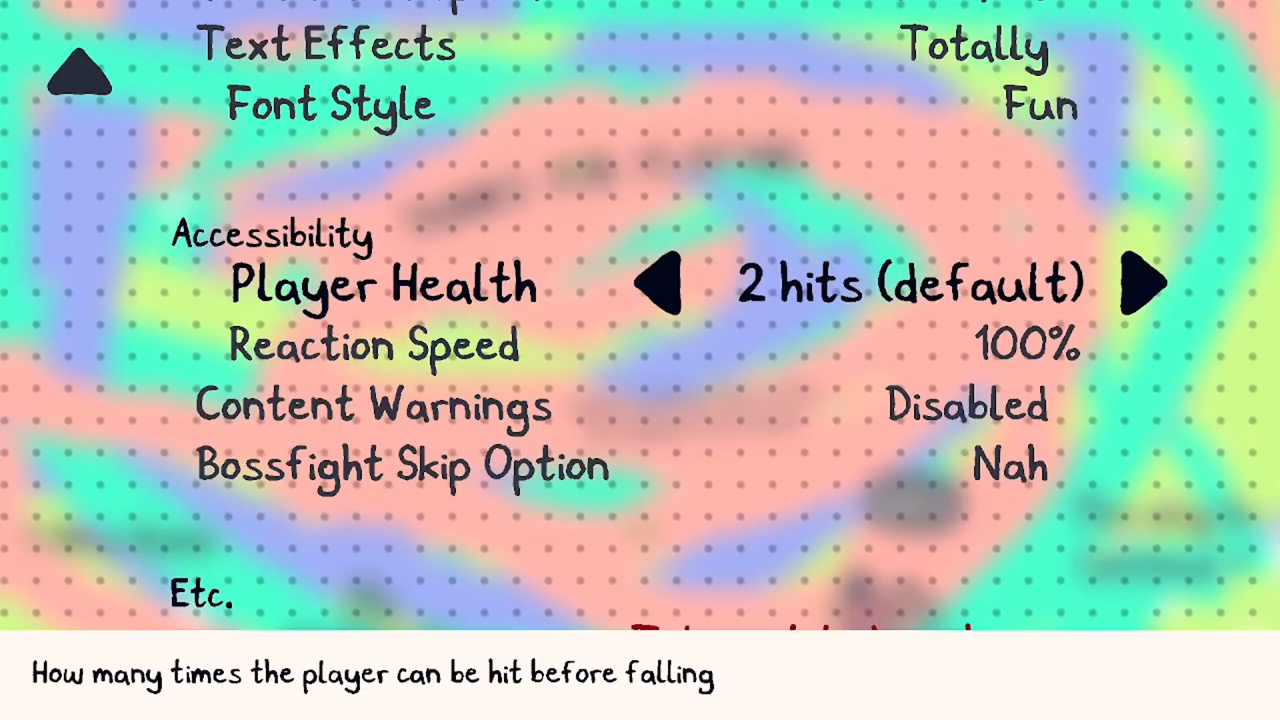 Text Effects Totally
Font Style Fun
Accessibility
Player Health 2 hits (default)
Reaction Speed 100%
Content Warnings Disabled
Bossfight Skip Option Nah
Etc.
How many times the player can be hit before falling